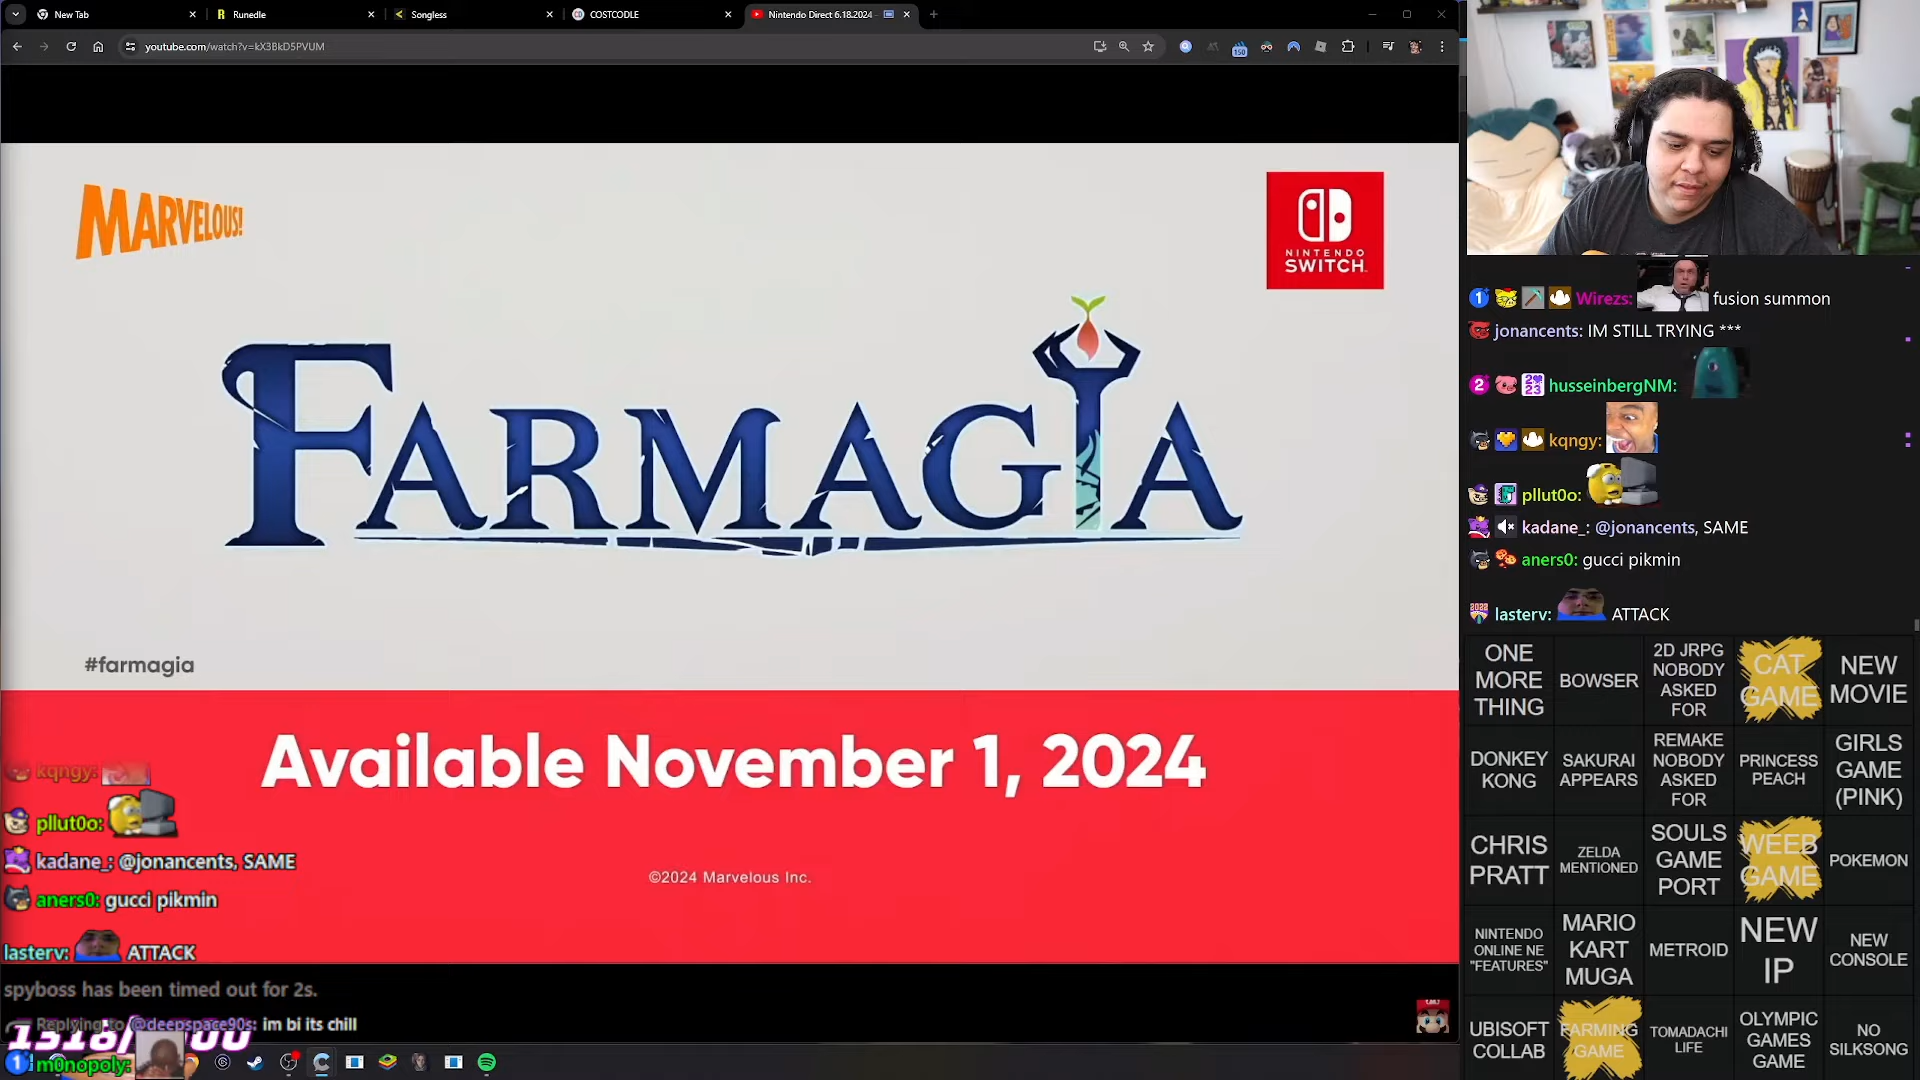 New Tab
Runedle
Songless
COSTCODLE
Nintendo Direct 6.18.2024 -
youtube.com/watch?v=kX3BkD5PVUM
150
MARVELOUS!
NINTENDO
SWITCH
FARMAGIA
#farmagia
Available November 1, 2024
©2024 Marvelous Inc.
kqngy:
pllut0o:
kadane_: @jonancents, SAME
aners0: gucci pikmin
lasterv: ATTACK
spyboss has been timed out for 2s.
Replying to @deepspace90s: im bi its chill
m0nopoly:
Wirezs: fusion summon
jonancents: IM STILL TRYING ***
husseinbergNM:
kqngy:
pllut0o:
kadane_: @jonancents, SAME
aners0: gucci pikmin
lasterv: ATTACK
ONE
MORE
THING
BOWSER
2D JRPG
NOBODY
ASKED
FOR
CAT
GAME
NEW
MOVIE
DONKEY
KONG
SAKURAI
APPEARS
REMAKE
NOBODY
ASKED
FOR
PRINCESS
PEACH
GIRLS
GAME
(PINK)
CHRIS
PRATT
ZELDA
MENTIONED
SOULS
GAME
PORT
WEEB
GAME
POKEMON
NINTENDO
ONLINE NE
"FEATURES"
MARIO
KART
MUGA
METROID
NEW
IP
NEW
CONSOLE
UBISOFT
COLLAB
FARMING
GAME
TOMADACHI
LIFE
OLYMPIC
GAMES
GAME
NO
SILKSONG